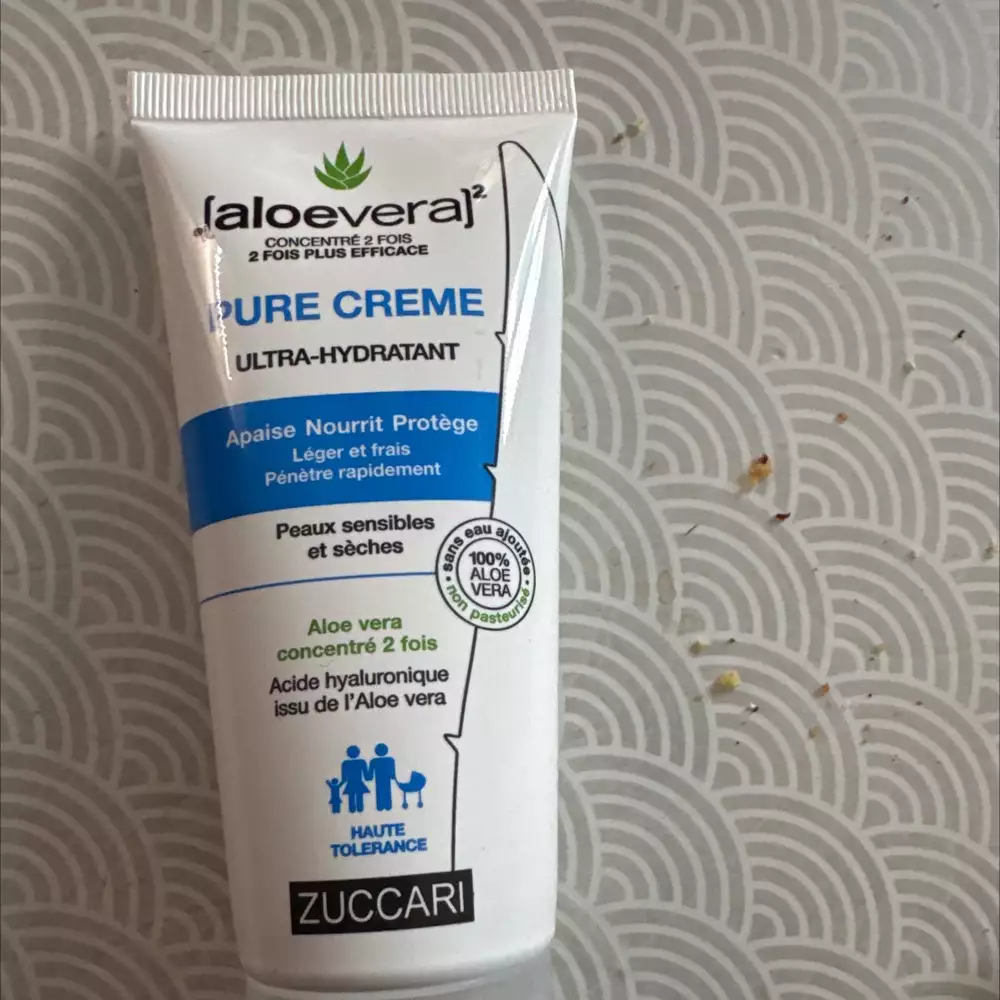 [aloevera]²
CONCENTRÉ 2 FOIS
2 FOIS PLUS EFFICACE
PURE CREME
ULTRA-HYDRATANT
Apaise Nourrit Protège
Léger et frais
Pénètre rapidement
Peaux sensibles
et sèches
sans eau ajoutée
100%
ALOE
VERA
non pasteurisé
Aloe vera
concentré 2 fois
Acide hyaluronique
issu de l'Aloe vera
HAUTE
TOLERANCE
ZUCCARI